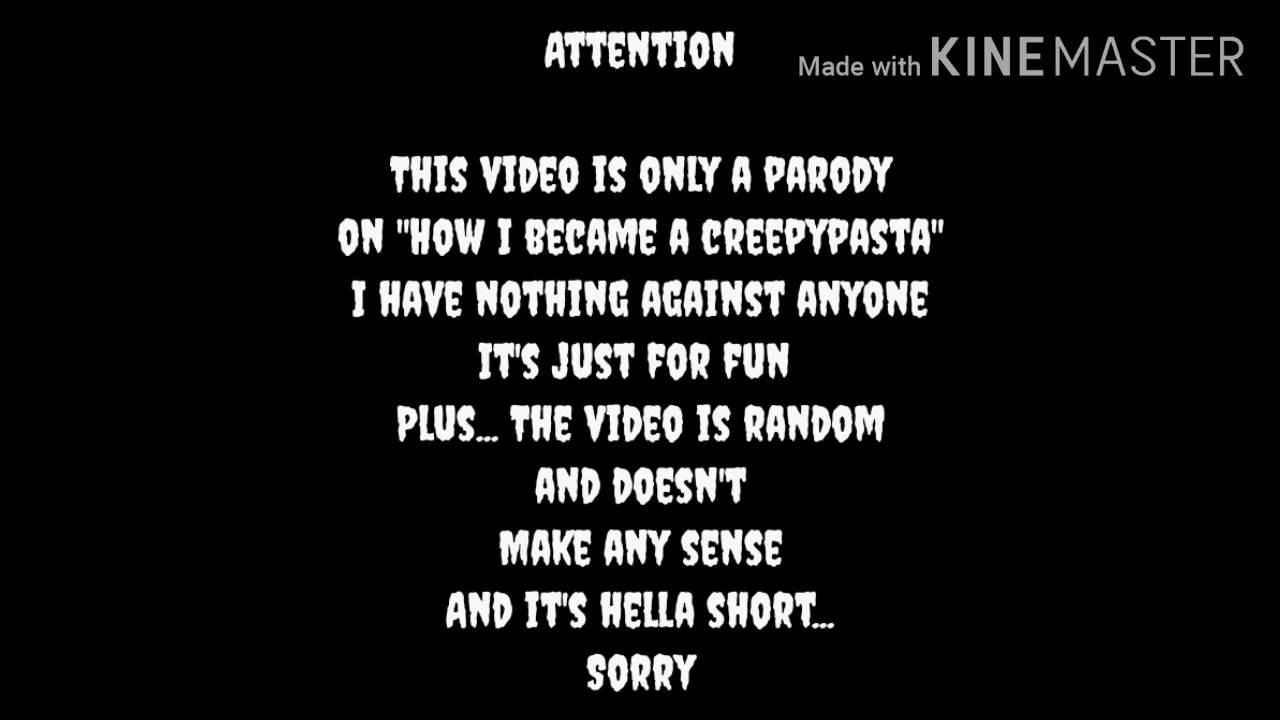 ATTENTION
Made with KINEMASTER
THIS VIDEO IS ONLY A PARODY
ON "HOW I BECAME A CREEPYPASTA"
I HAVE NOTHING AGAINST ANYONE
IT'S JUST FOR FUN
PLUS... THE VIDEO IS RANDOM
AND DOESN'T
MAKE ANY SENSE
AND IT'S HELLA SHORT...
SORRY